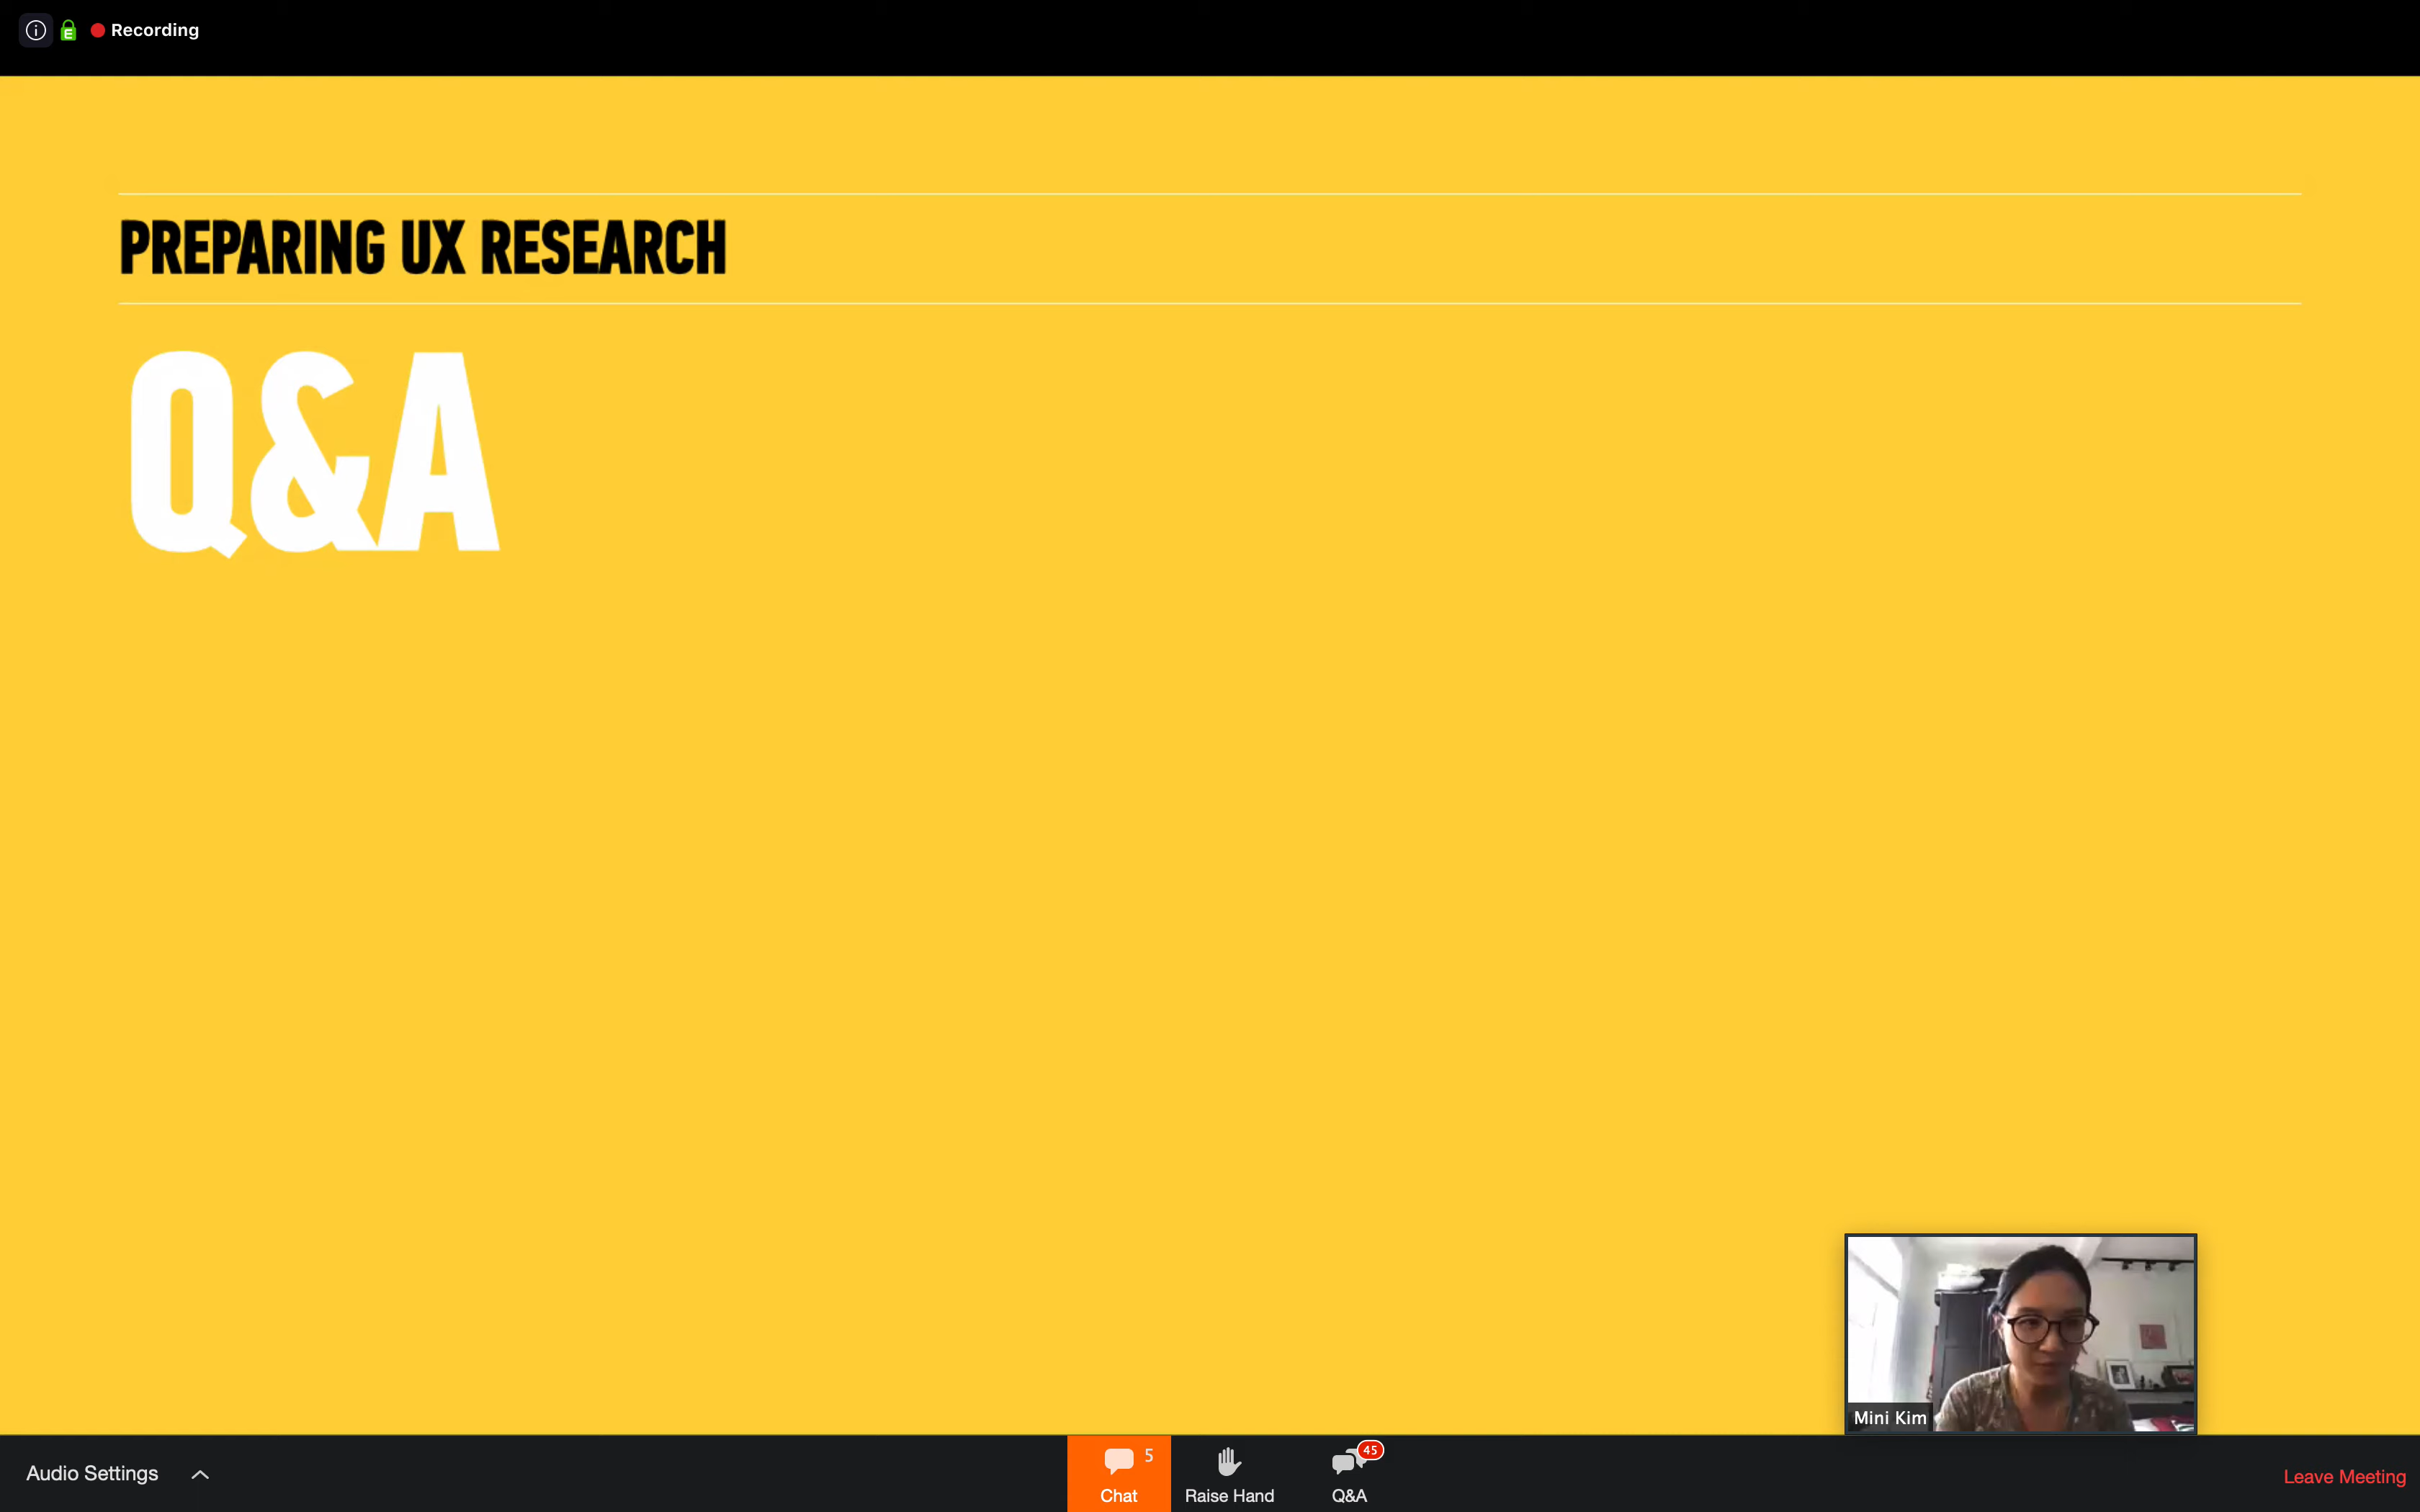 Recording
PREPARING UX RESEARCH
Q&A
Mini Kim
Audio Settings
5
Chat
Raise Hand
45
Q&A
Leave Meeting